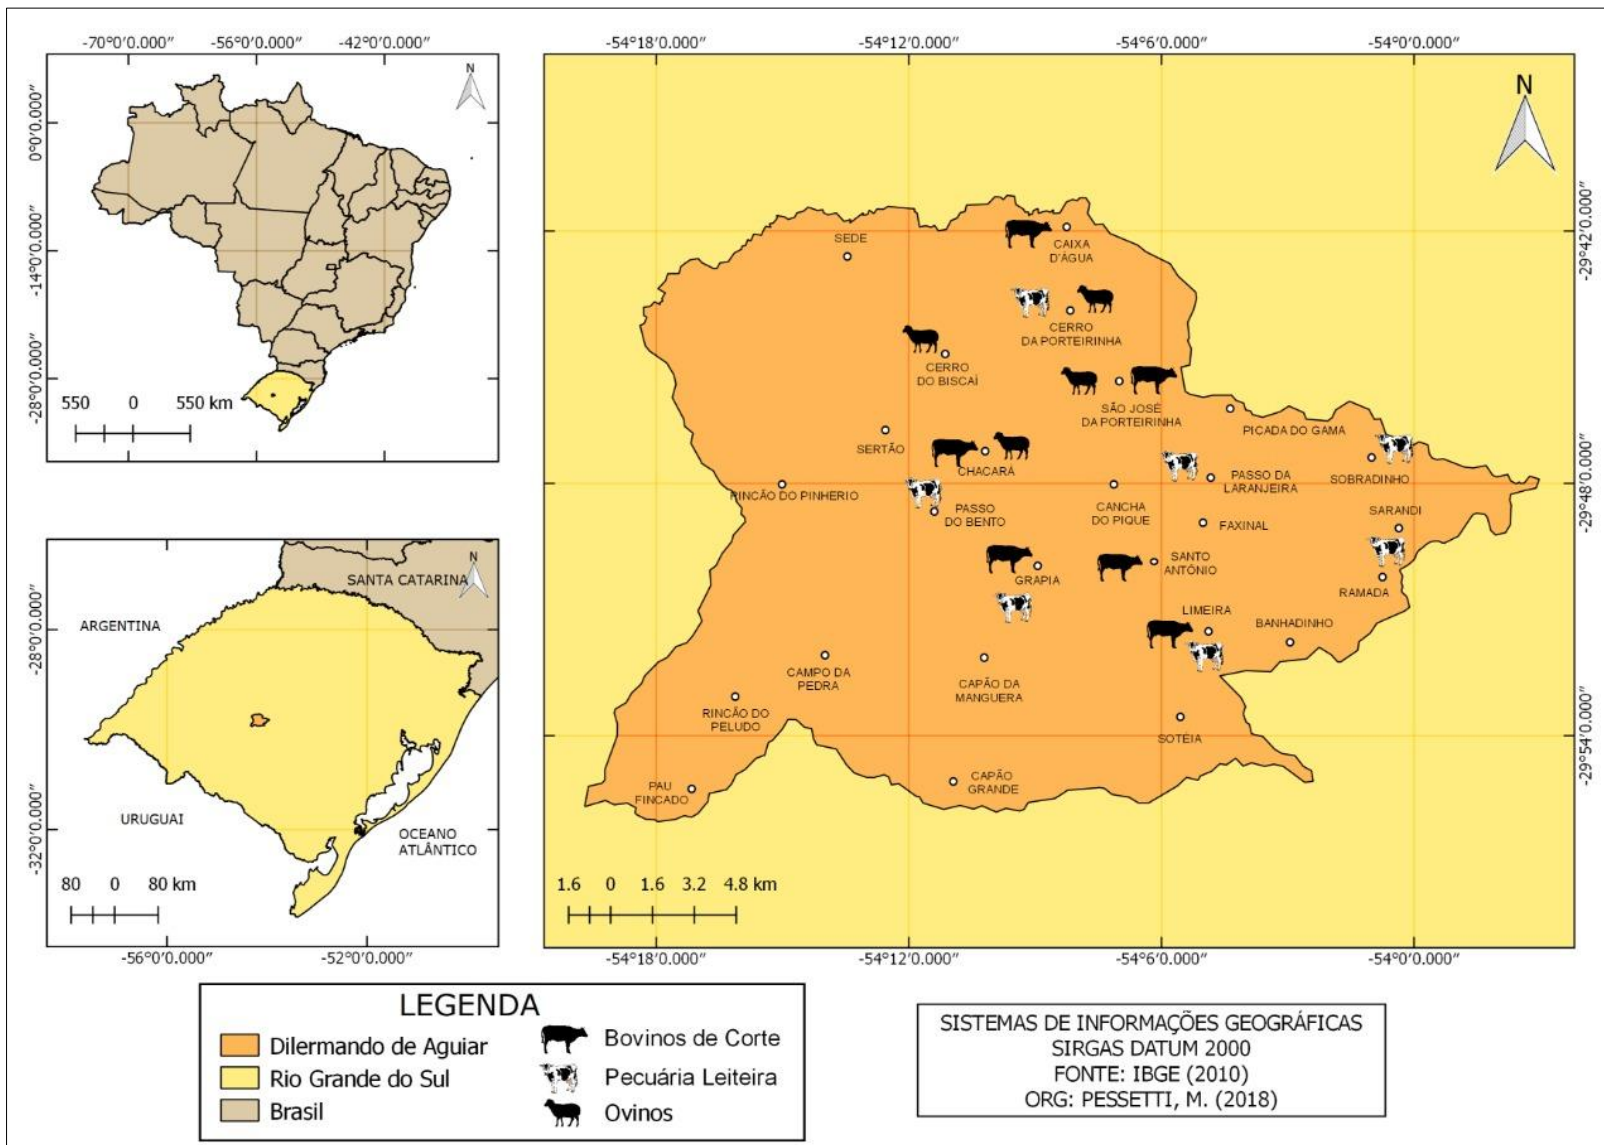 -70°0'0.000"
-56°0'0.000"
-42°0'0.000"
0°0'0.000"
-14°0'0.000"
-28°0'0.000"
N
550 0 550 km
-54°18'0.000"
-54°12'0.000"
-54°6'0.000"
-54°0'0.000"
N
-29°42'0.000"
-29°48'0.000"
-29°54'0.000"
SEDE
CAIXA
D'ÁGUA
CERRO
DA PORTEIRINHA
CERRO
DO BISCAÍ
SÃO JOSÉ
DA PORTEIRINHA
PICADA DO GAMA
SERTÃO
CHACARÁ
SOBRADINHO
PASSO DA
LARANJEIRA
RINCÃO DO PINHERIO
PASSO
DO BENTO
CANCHA
DO PIQUE
SARANDI
FAXINAL
GRAPIA
SANTO
ANTÔNIO
RAMADA
LIMEIRA
BANHADINHO
CAMPO DA
PEDRA
CAPÃO DA
MANGUERA
RINCÃO DO
PELUDO
SOTÉIA
PAU
FINCADO
CAPÃO
GRANDE
1.6 0 1.6 3.2 4.8 km
-54°18'0.000"
-54°12'0.000"
-54°6'0.000"
-54°0'0.000"
SANTA CATARINA
N
ARGENTINA
URUGUAI
OCEANO
ATLÂNTICO
-28°0'0.000"
-32°0'0.000"
80 0 80 km
-56°0'0.000"
-52°0'0.000"
LEGENDA
Dilermando de Aguiar
Rio Grande do Sul
Brasil
Bovinos de Corte
Pecuária Leiteira
Ovinos
SISTEMAS DE INFORMAÇÕES GEOGRÁFICAS
SIRGAS DATUM 2000
FONTE: IBGE (2010)
ORG: PESSETTI, M. (2018)